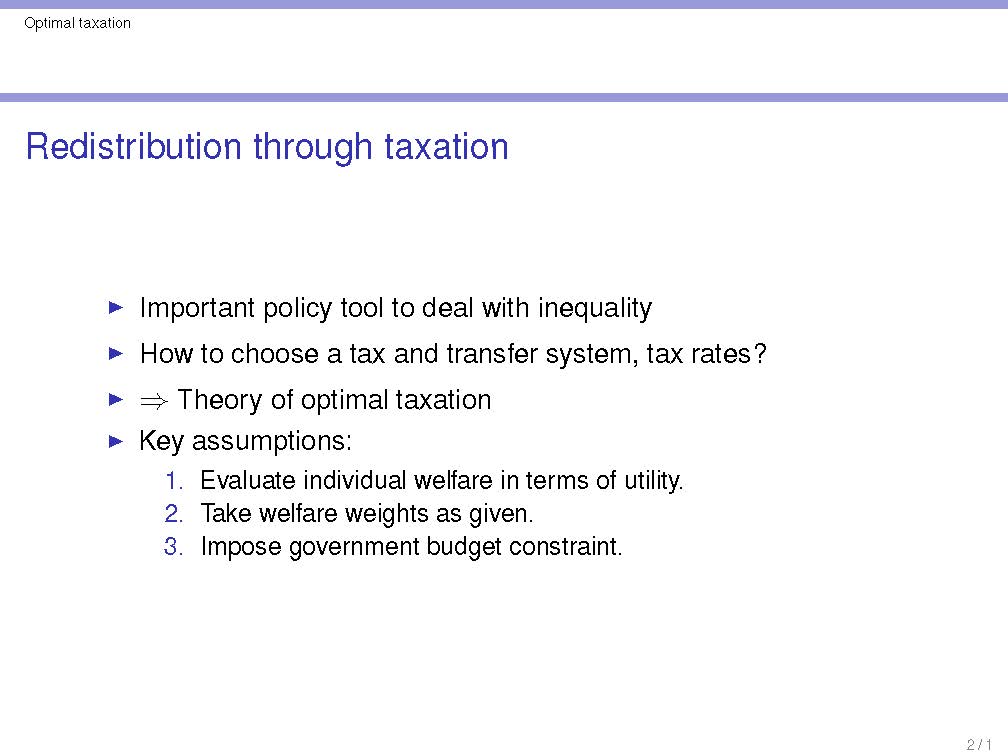 Optimal taxation
Redistribution through taxation
▶ Important policy tool to deal with inequality
▶ How to choose a tax and transfer system, tax rates?
▶ ⇒ Theory of optimal taxation
▶ Key assumptions:
1. Evaluate individual welfare in terms of utility.
2. Take welfare weights as given.
3. Impose government budget constraint.
2 / 1